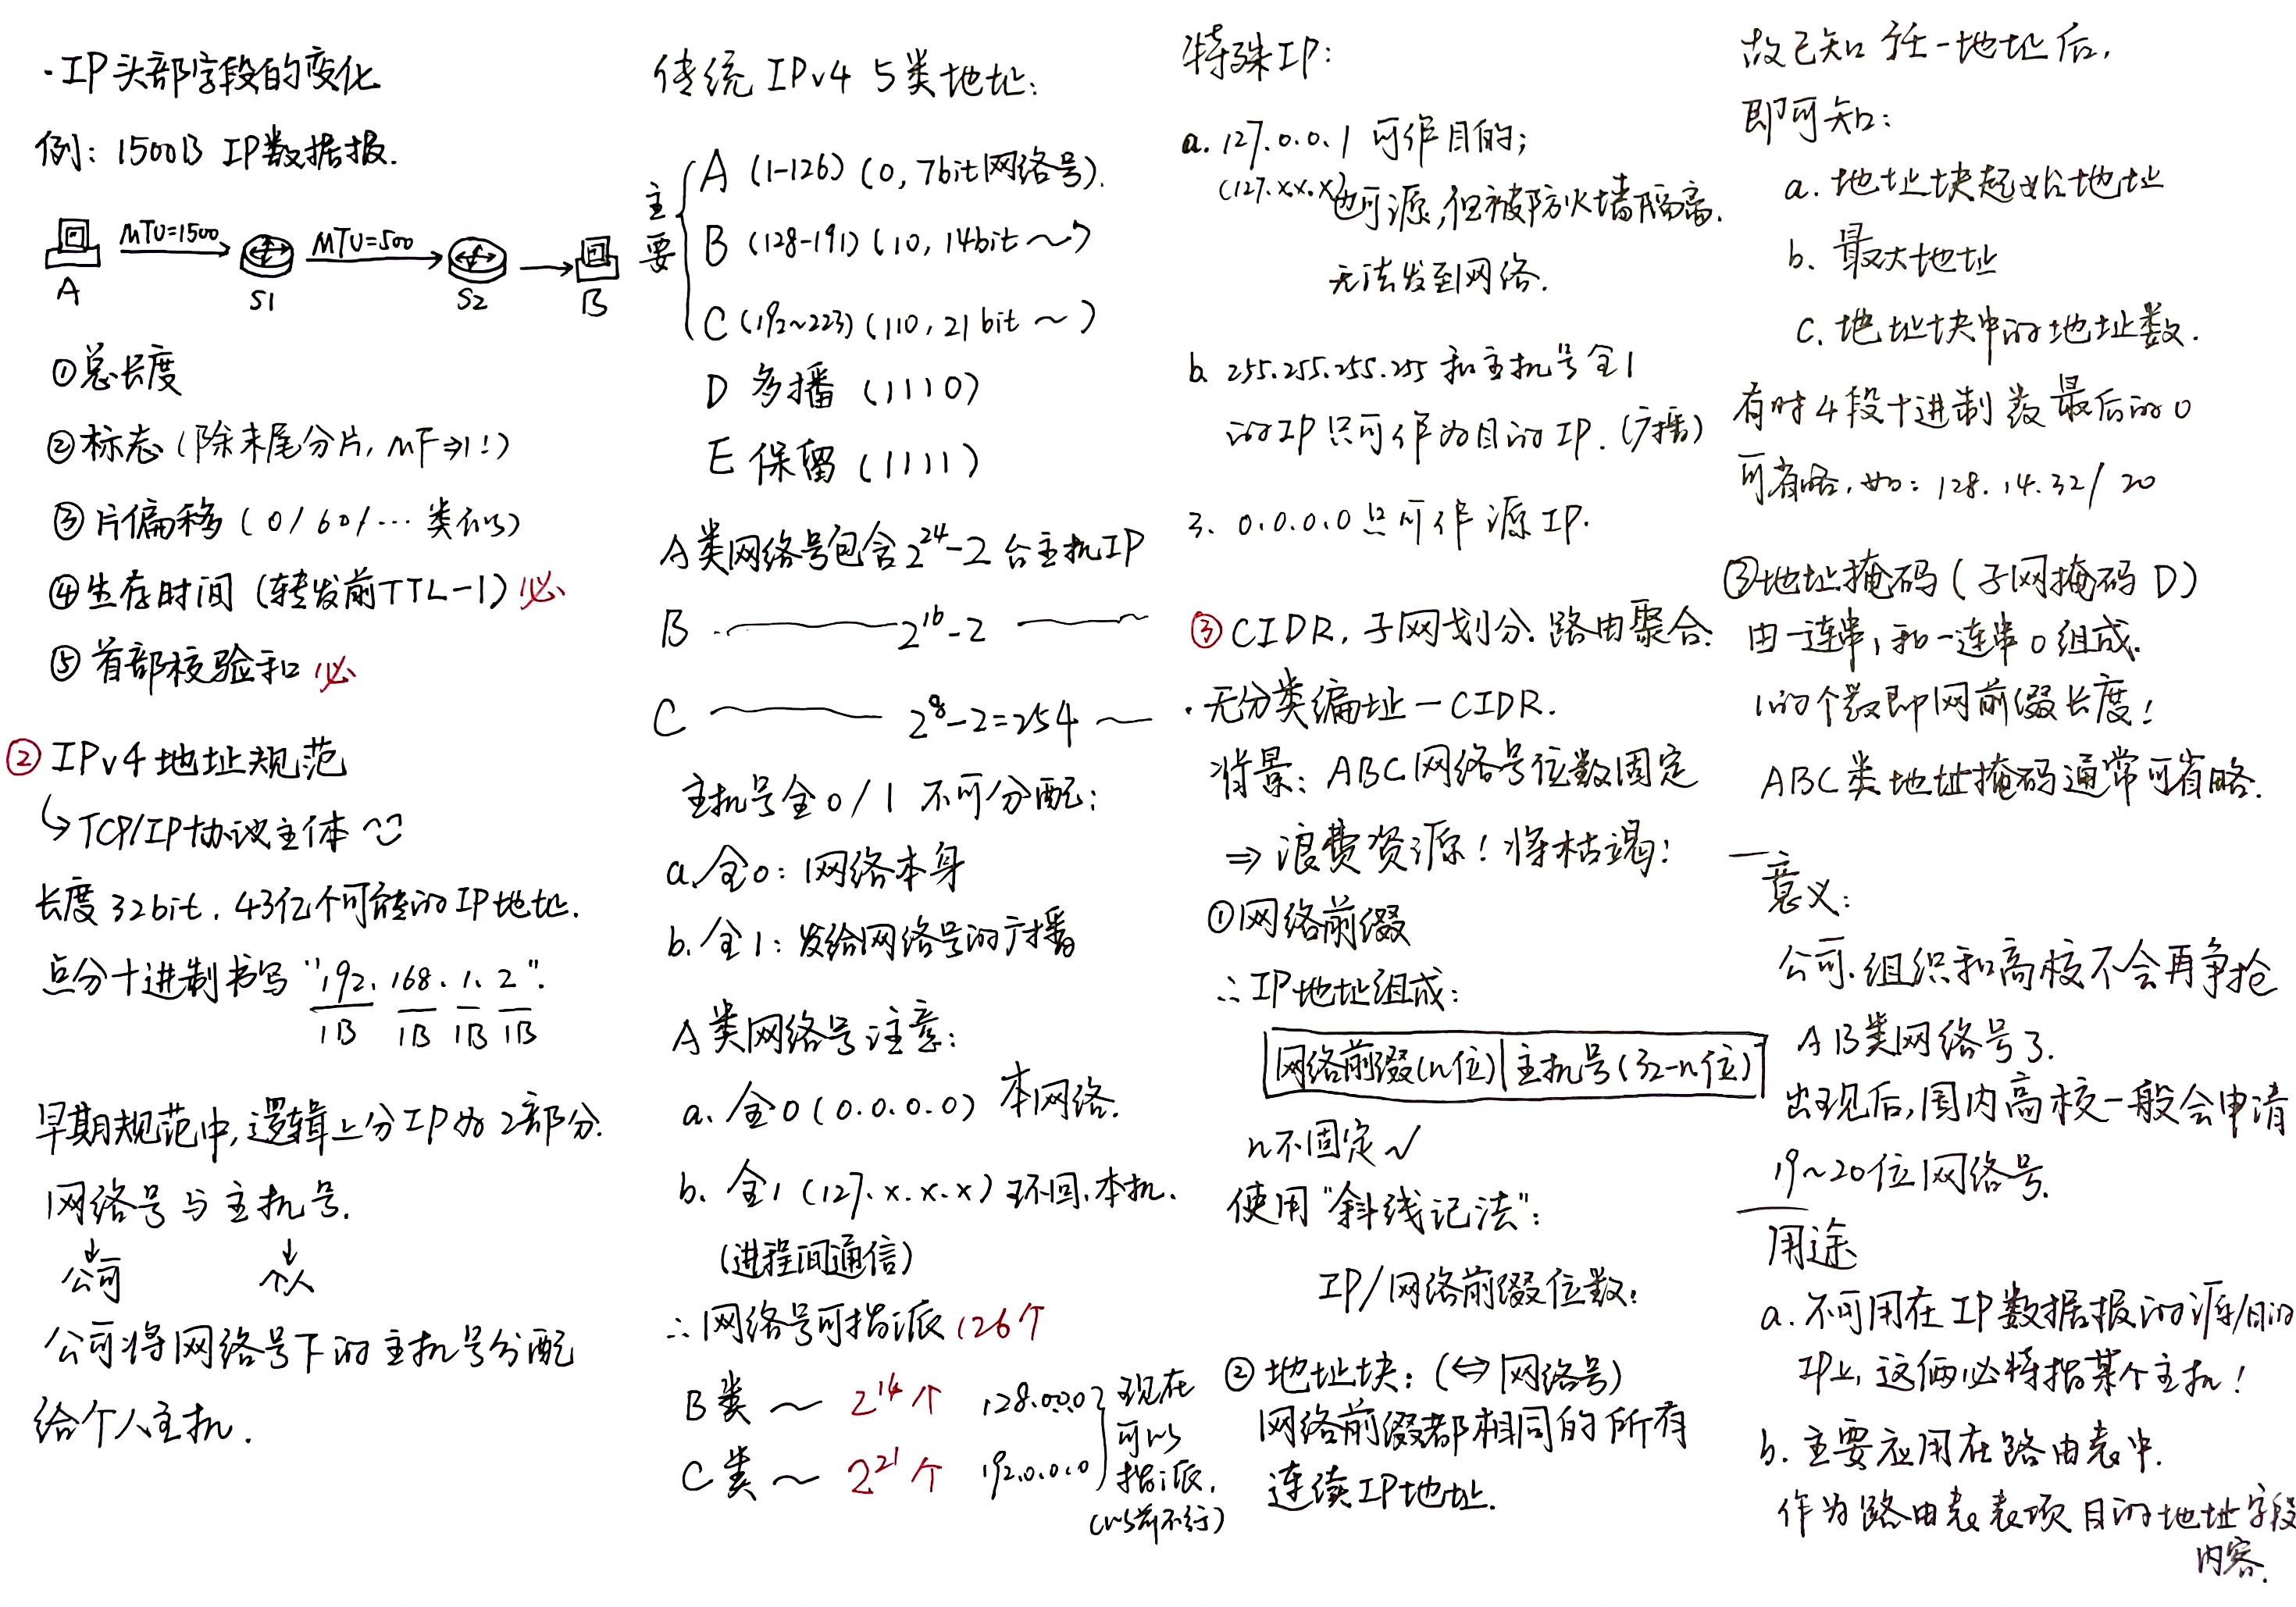 ·IP头部字段的变化
例：1500B IP数据报.
MTU=1500
MTU=500
A
S1
S2
B
①总长度
②标志（除末尾分片，MF⇒1！）
③片偏移（0/60/… 类似）
④生存时间（转发前TTL-1）必
⑤首部校验和 必
② IPv4地址规范
↳TCP/IP协议主体
长度32bit，43亿个可能的IP地址.
点分十进制书写"192.168.1.2".
1B 1B 1B 1B
早期规范中,逻辑上分IP为2部分.
网络号与主机号.
↓ ↓
公司 个人
公司将网络号下的主机号分配
给个人主机.
传统IPv4 5类地址:
主要
A（1-126）（0, 7bit网络号）.
B（128-191）（10, 14bit ～）
C（192~223）（110, 21bit ～）
D 多播（1110）
E 保留（1111）
A类网络号包含2^24-2台主机IP
B —— 2^16-2 ——
C —— 2^8-2=254 ～
主机号全0/1 不可分配:
a.全0: 网络本身
b.全1: 发给网络号的广播
A类网络号注意:
a. 全0（0.0.0.0）本网络.
b. 全1（127.x.x.x）环回,本机.
（进程间通信）
∴网络号可指派126个
B类 ～ 2^14个 128.0.0.0
C类 ～ 2^21个 192.0.0.0
现在
可以
指派.
（以前不行）
特殊IP:
a. 127.0.0.1 可作目的;
（127.x.x.x）也可源,但被防火墙隔离.
无法发到网络.
b. 255.255.255.255 和主机号全1
的IP只可作为目的IP.（广播）
3. 0.0.0.0只可作源IP.
③ CIDR, 子网划分.路由聚合.
·无分类编址—CIDR.
背景: ABC网络号位数固定
⇒浪费资源!将枯竭!
①网络前缀
∴IP地址组成:
网络前缀(n位)|主机号(32-n位)
n不固定√
使用"斜线记法":
IP/网络前缀位数.
②地址块:（⇔网络号）
网络前缀都相同的所有
连续IP地址.
故已知任一地址后,
即可知:
a. 地址块起始地址
b. 最大地址
c. 地址块中的地址数.
有时4段十进制数最后的0
可省略,如: 128.14.32/20
③地址掩码（子网掩码D）
由一连串1和一连串0组成.
1的个数即网前缀长度!
ABC类地址掩码通常可省略.
意义:
公司.组织和高校不会再争抢
AB类网络号了.
出现后,国内高校一般会申请
19~20位网络号.
用途
a. 不可用在IP数据报的源/目的
IP上,这俩必特指某个主机!
b. 主要应用在路由表中.
作为路由表表项目的地址字段
内容.